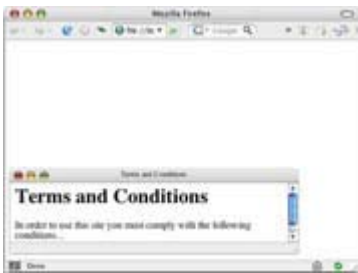 Mozilla Firefox
Google
Terms and Conditions
Terms and Conditions
In order to use this site you must comply with the following
conditions...
Done